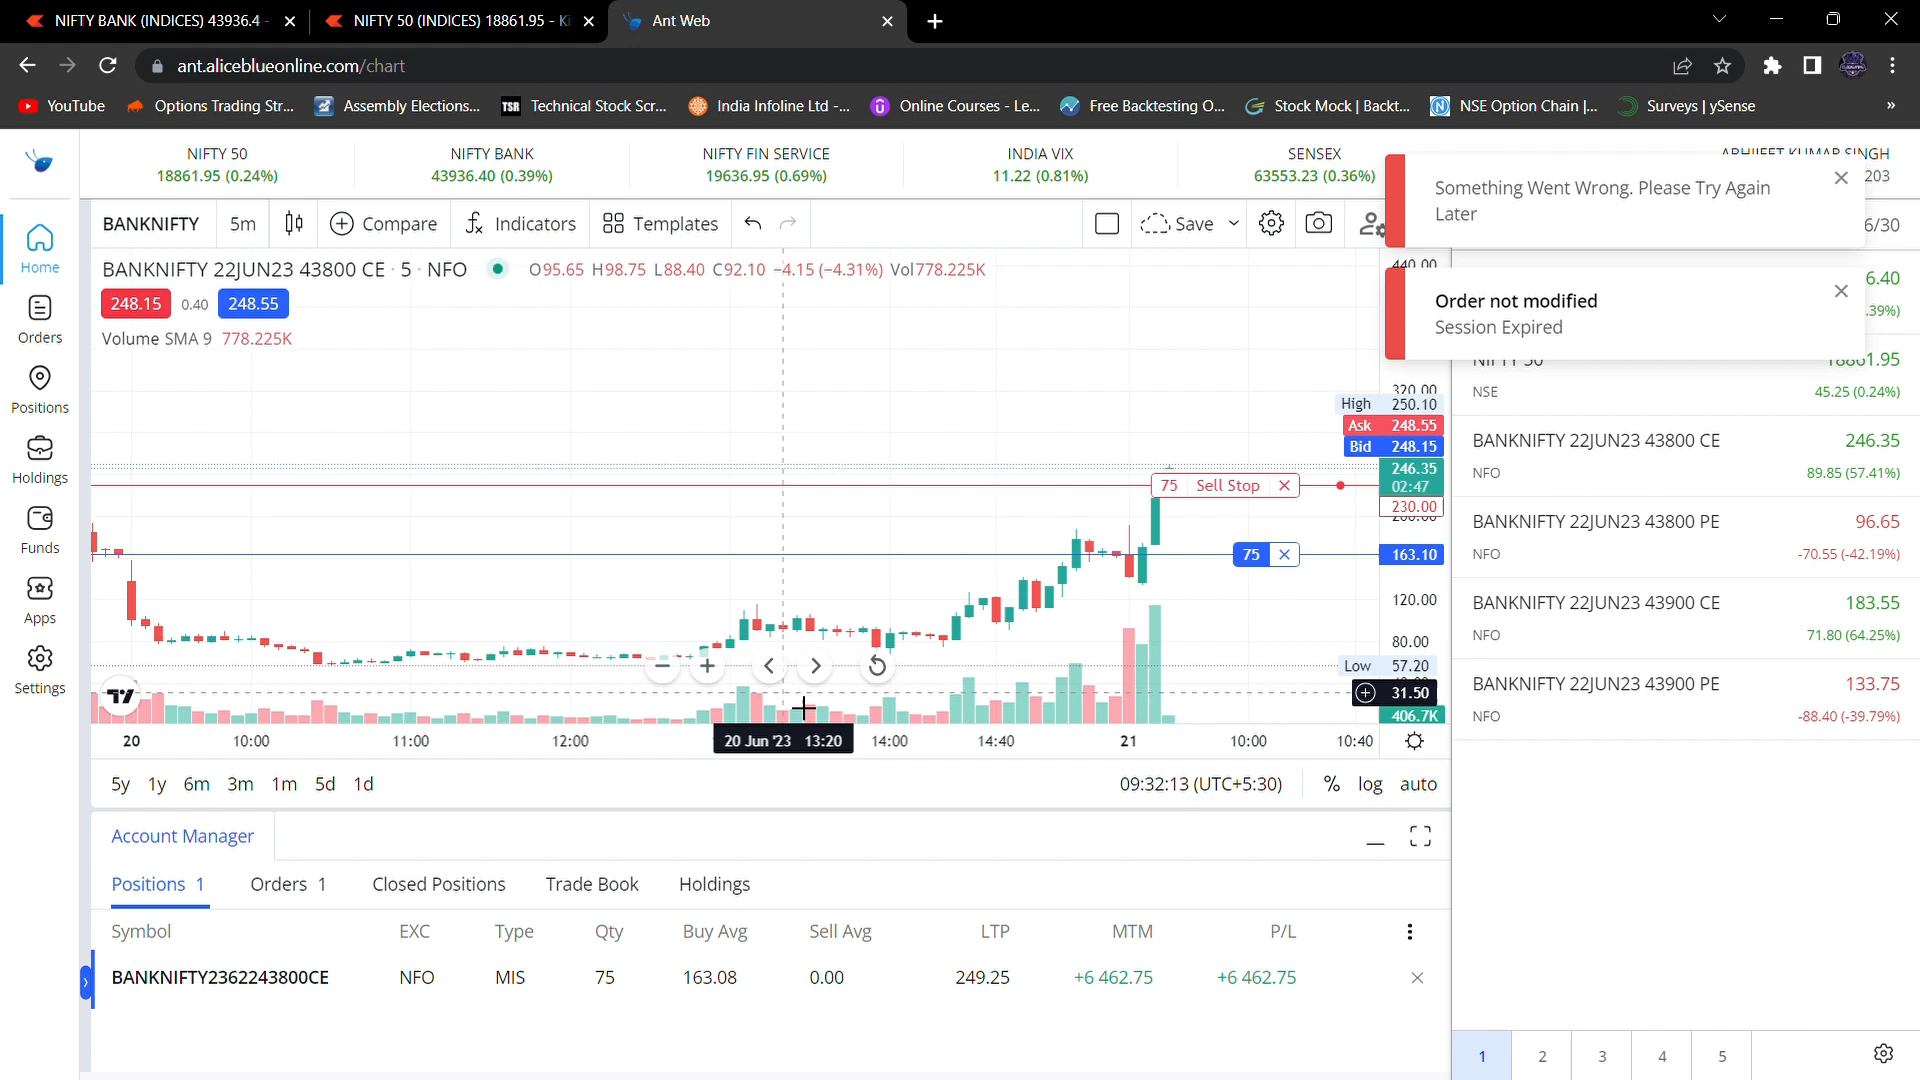 NIFTY BANK (INDICES) 43936.4 -
NIFTY 50 (INDICES) 18861.95 - Ki
Ant Web
ant.aliceblueonline.com/chart
YouTube
Options Trading Str...
Assembly Elections...
TSR
Technical Stock Scr...
India Infoline Ltd -...
Online Courses - Le...
Free Backtesting O...
Stock Mock | Backt...
NSE Option Chain |...
Surveys | ySense
»
NIFTY 50
18861.95 (0.24%)
NIFTY BANK
43936.40 (0.39%)
NIFTY FIN SERVICE
19636.95 (0.69%)
INDIA VIX
11.22 (0.81%)
SENSEX
63553.23 (0.36%)
ABHIJEET KUMAR SINGH
203
Something Went Wrong. Please Try Again
Later
Order not modified
Session Expired
Home
Orders
Positions
Holdings
Funds
Apps
Settings
BANKNIFTY
5m
Compare
Indicators
Templates
Save
6/30
BANKNIFTY 22JUN23 43800 CE · 5 · NFO
O95.65 H98.75 L88.40 C92.10 −4.15 (−4.31%) Vol778.225K
248.15
0.40
248.55
Volume SMA 9 778.225K
440.00
320.00
High 250.10
Ask 248.55
Bid 248.15
246.35
02:47
230.00
200.00
163.10
120.00
80.00
Low 57.20
31.50
406.7K
75 Sell Stop
75
20
10:00
11:00
12:00
20 Jun '23 13:20
14:00
14:40
21
10:00
10:40
5y 1y 6m 3m 1m 5d 1d
09:32:13 (UTC+5:30)
% log auto
Account Manager
Positions 1
Orders 1
Closed Positions
Trade Book
Holdings
Symbol EXC Type Qty Buy Avg Sell Avg LTP MTM P/L
BANKNIFTY2362243800CE NFO MIS 75 163.08 0.00 249.25 +6 462.75 +6 462.75
6.40
.39%)
NIFTY 50 18861.95
NSE 45.25 (0.24%)
BANKNIFTY 22JUN23 43800 CE 246.35
NFO 89.85 (57.41%)
BANKNIFTY 22JUN23 43800 PE 96.65
NFO -70.55 (-42.19%)
BANKNIFTY 22JUN23 43900 CE 183.55
NFO 71.80 (64.25%)
BANKNIFTY 22JUN23 43900 PE 133.75
NFO -88.40 (-39.79%)
1 2 3 4 5